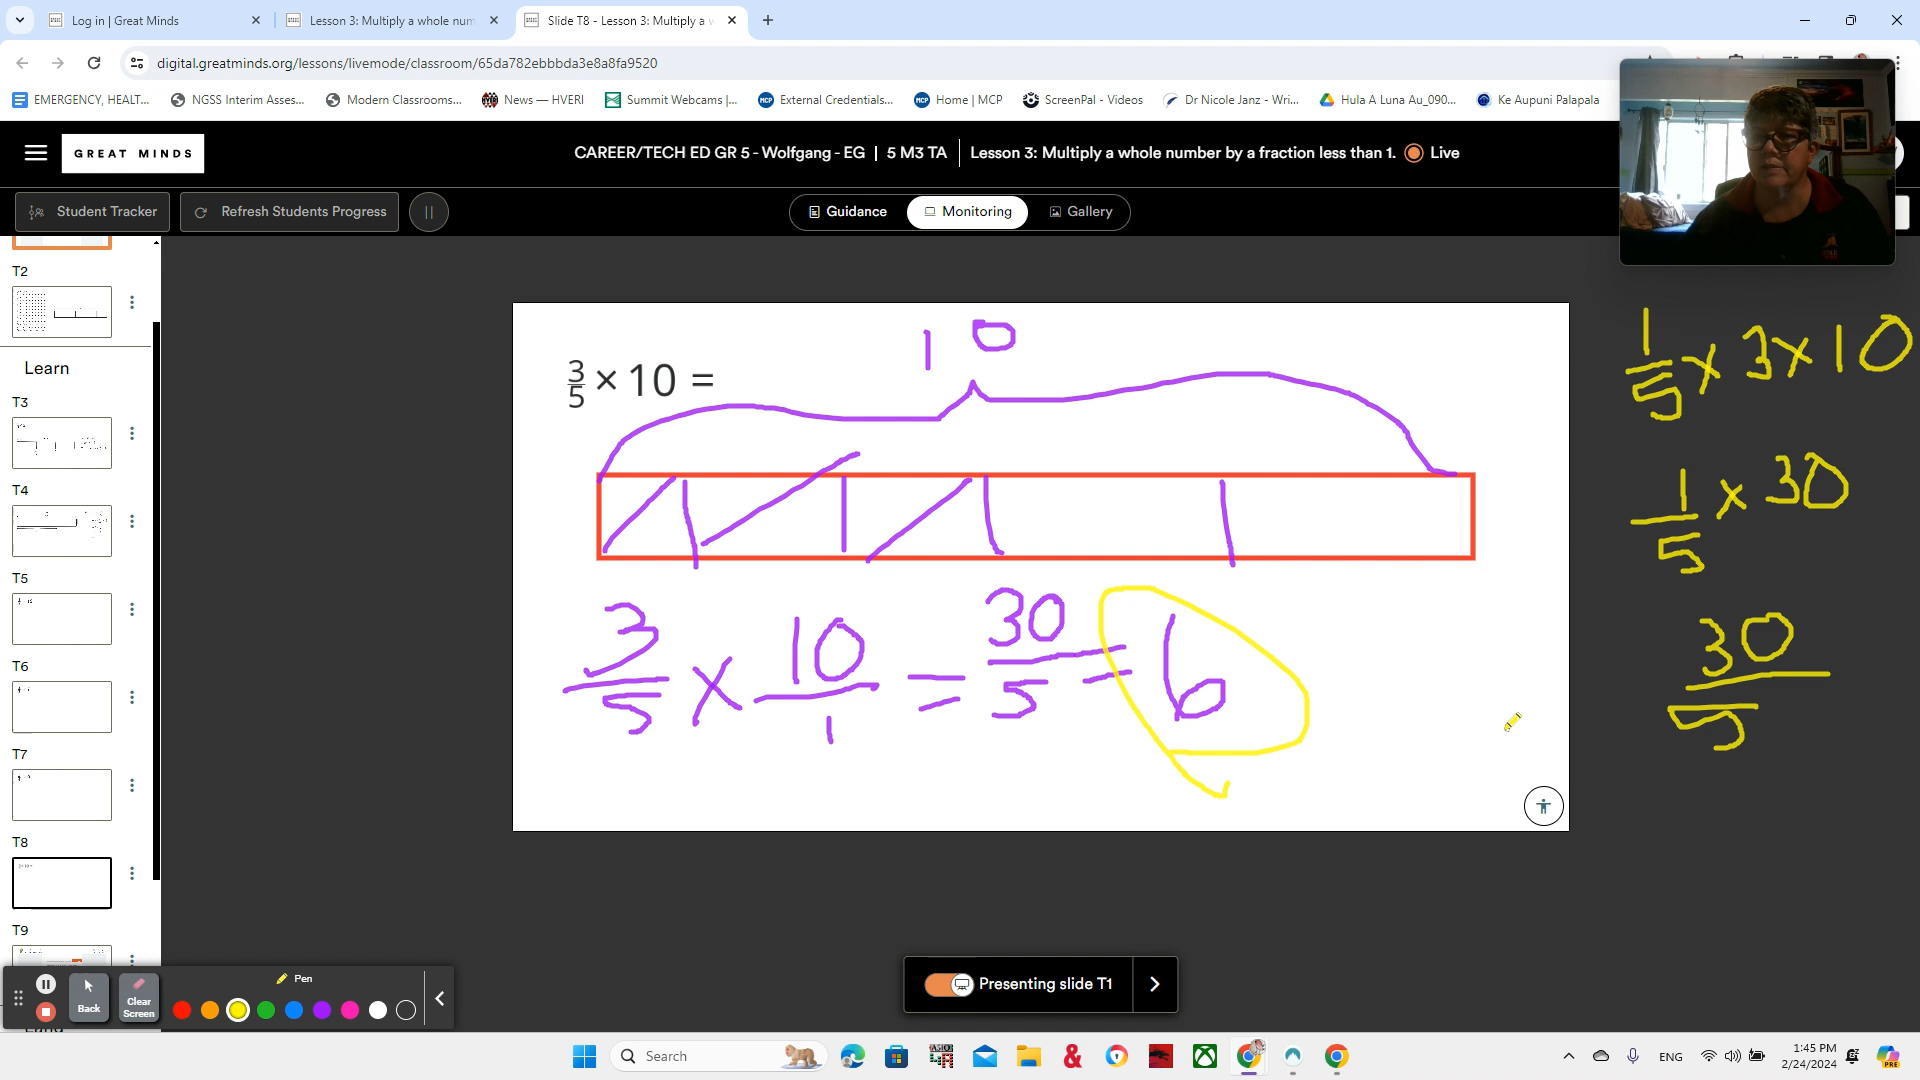 Log in | Great Minds
Lesson 3: Multiply a whole num
Slide T8 - Lesson 3: Multiply a w
digital.greatminds.org/lessons/livemode/classroom/65da782ebbbda3e8a8fa9520
EMERGENCY, HEALT...
NGSS Interim Asses...
Modern Classrooms...
News — HVERI
Summit Webcams |...
External Credentials...
Home | MCP
ScreenPal - Videos
Dr Nicole Janz - Wri...
Hula A Luna Au_090...
Ke Aupuni Palapala
GREAT MINDS
CAREER/TECH ED GR 5 - Wolfgang - EG | 5 M3 TA
Lesson 3: Multiply a whole number by a fraction less than 1.
Live
Student Tracker
Refresh Students Progress
Guidance
Monitoring
Gallery
T2
Learn
T3
T4
T5
T6
T7
T8
T9
3/5 × 10 =
10
3/5 × 10/1 = 30/5 = 6
1/5 × 3 × 10
1/5 × 30
30/5
Presenting slide T1
Pen
Back
Clear Screen
Search
ENG
1:45 PM
2/24/2024